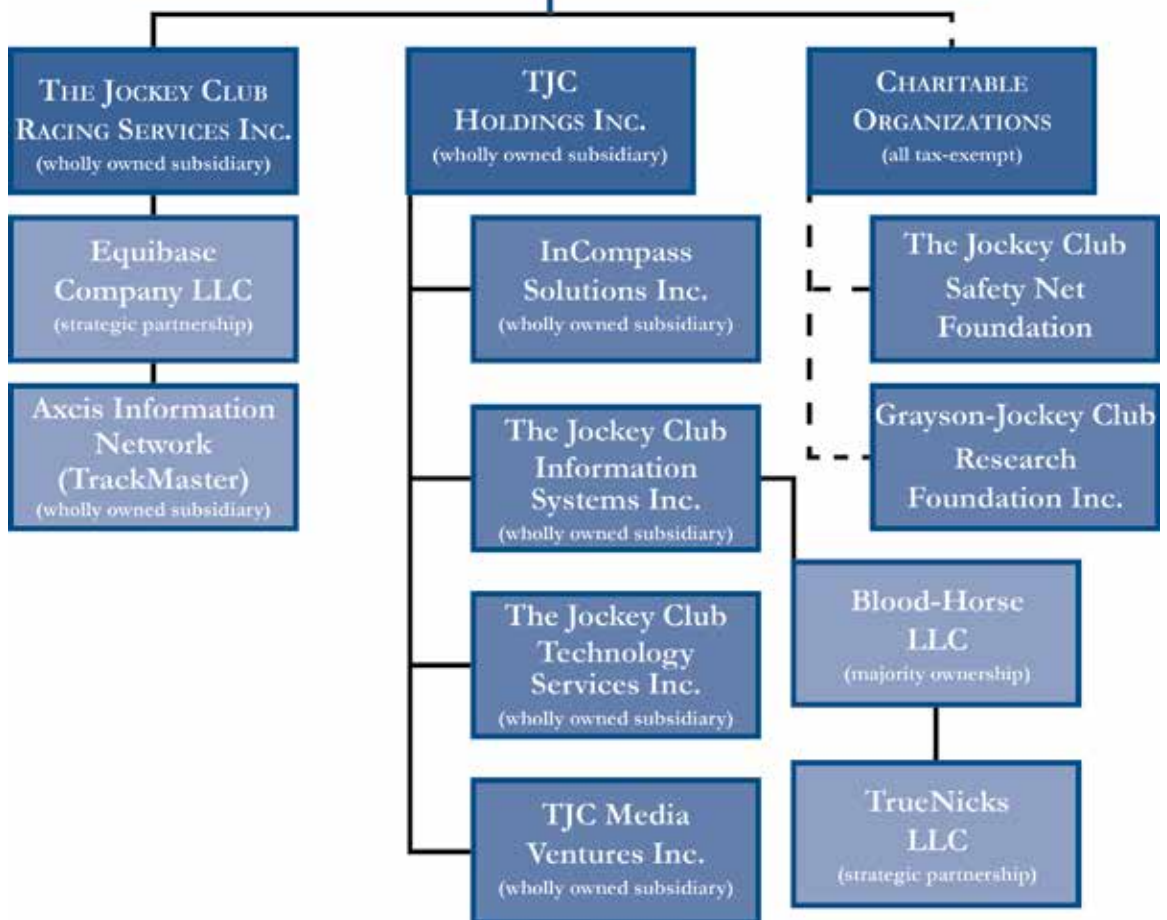 THE JOCKEY CLUB
RACING SERVICES INC.
(wholly owned subsidiary)
Equibase
Company LLC
(strategic partnership)
Axcis Information
Network
(TrackMaster)
(wholly owned subsidiary)
TJC
HOLDINGS INC.
(wholly owned subsidiary)
InCompass
Solutions Inc.
(wholly owned subsidiary)
The Jockey Club
Information
Systems Inc.
(wholly owned subsidiary)
The Jockey Club
Technology
Services Inc.
(wholly owned subsidiary)
TJC Media
Ventures Inc.
(wholly owned subsidiary)
CHARITABLE
ORGANIZATIONS
(all tax-exempt)
The Jockey Club
Safety Net
Foundation
Grayson-Jockey Club
Research
Foundation Inc.
Blood-Horse
LLC
(majority ownership)
TrueNicks
LLC
(strategic partnership)